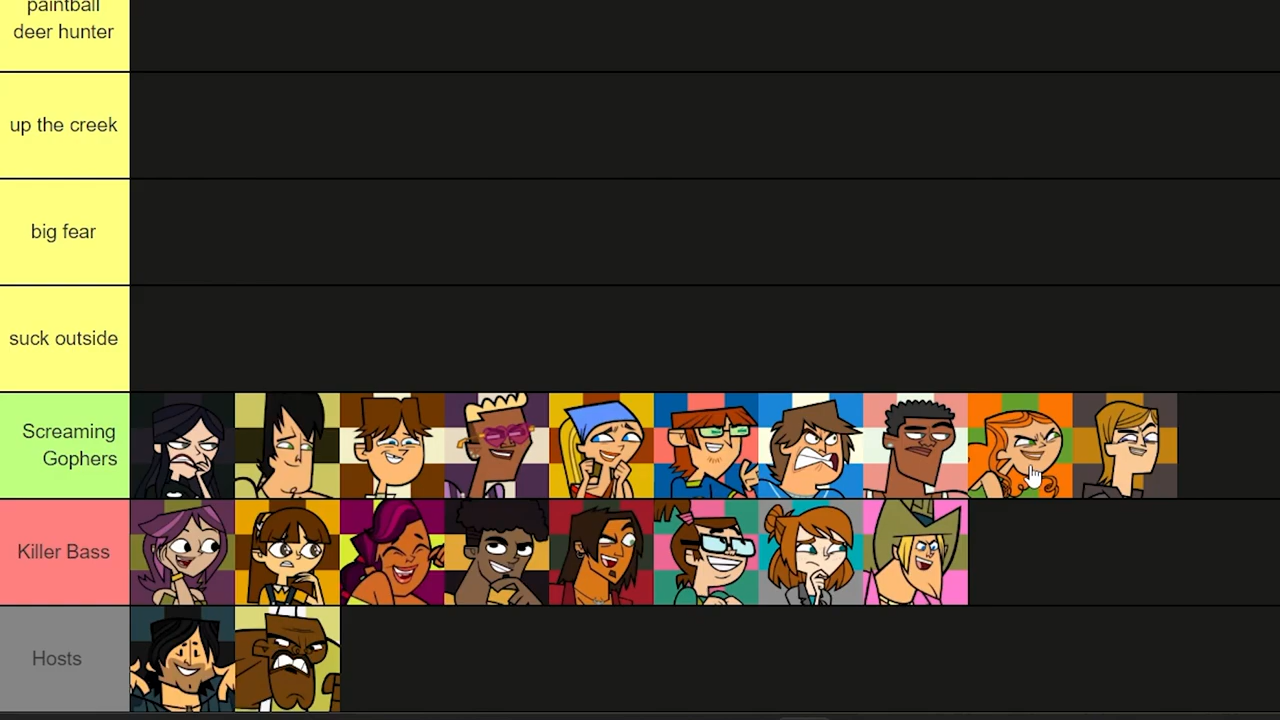 paintball
deer hunter
up the creek
big fear
suck outside
Screaming
Gophers
Killer Bass
Hosts